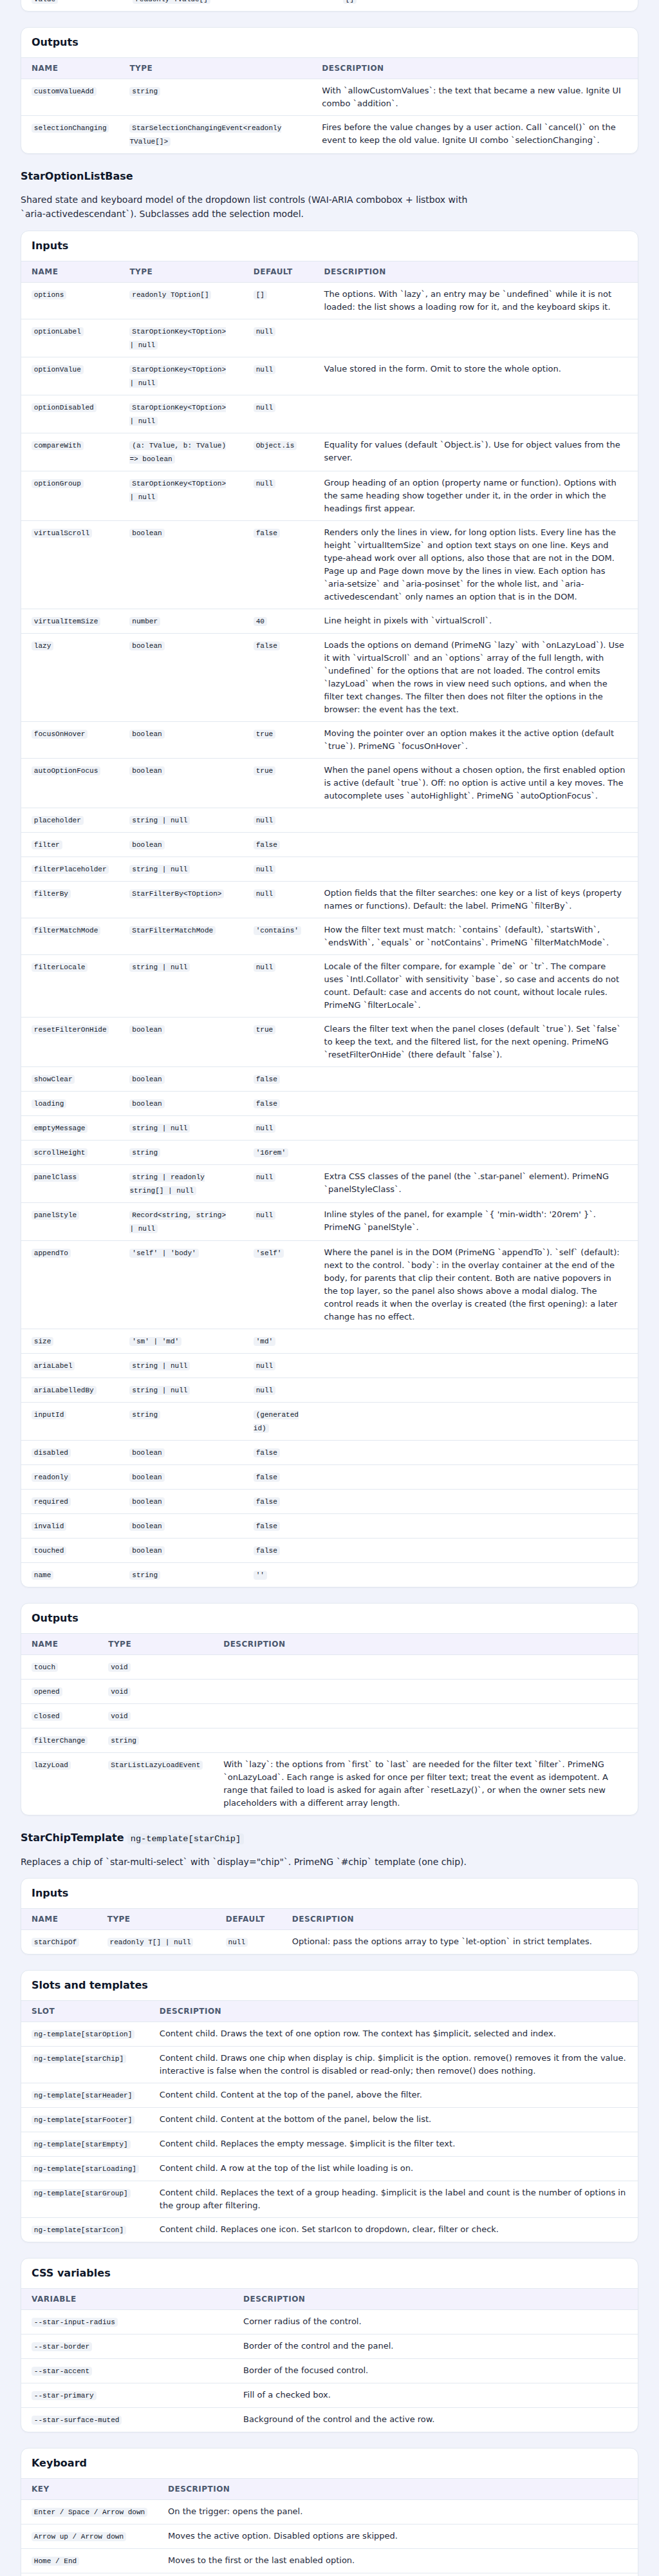 Outputs
NAME TYPE DESCRIPTION
customValueAdd string With `allowCustomValues`: the text that became a new value. Ignite UI
combo `addition`.
selectionChanging StarSelectionChangingEvent<readonly Fires before the value changes by a user action. Call `cancel()` on the
TValue[]> event to keep the old value. Ignite UI combo `selectionChanging`.
StarOptionListBase
Shared state and keyboard model of the dropdown list controls (WAI-ARIA combobox + listbox with
`aria-activedescendant`). Subclasses add the selection model.
Inputs
NAME TYPE DEFAULT DESCRIPTION
options readonly TOption[] [] The options. With `lazy`, an entry may be `undefined` while it is not
loaded: the list shows a loading row for it, and the keyboard skips it.
optionLabel StarOptionKey<TOption> null
| null
optionValue StarOptionKey<TOption> null Value stored in the form. Omit to store the whole option.
| null
optionDisabled StarOptionKey<TOption> null
| null
compareWith (a: TValue, b: TValue) Object.is Equality for values (default `Object.is`). Use for object values from the
=> boolean server.
optionGroup StarOptionKey<TOption> null Group heading of an option (property name or function). Options with
| null the same heading show together under it, in the order in which the
headings first appear.
virtualScroll boolean false Renders only the lines in view, for long option lists. Every line has the
height `virtualItemSize` and option text stays on one line. Keys and
type-ahead work over all options, also those that are not in the DOM.
Page up and Page down move by the lines in view. Each option has
`aria-setsize` and `aria-posinset` for the whole list, and `aria-
activedescendant` only names an option that is in the DOM.
virtualItemSize number 40 Line height in pixels with `virtualScroll`.
lazy boolean false Loads the options on demand (PrimeNG `lazy` with `onLazyLoad`). Use
it with `virtualScroll` and an `options` array of the full length, with
`undefined` for the options that are not loaded. The control emits
`lazyLoad` when the rows in view need such options, and when the
filter text changes. The filter then does not filter the options in the
browser: the event has the text.
focusOnHover boolean true Moving the pointer over an option makes it the active option (default
`true`). PrimeNG `focusOnHover`.
autoOptionFocus boolean true When the panel opens without a chosen option, the first enabled option
is active (default `true`). Off: no option is active until a key moves. The
autocomplete uses `autoHighlight`. PrimeNG `autoOptionFocus`.
placeholder string | null null
filter boolean false
filterPlaceholder string | null null
filterBy StarFilterBy<TOption> null Option fields that the filter searches: one key or a list of keys (property
names or functions). Default: the label. PrimeNG `filterBy`.
filterMatchMode StarFilterMatchMode 'contains' How the filter text must match: `contains` (default), `startsWith`,
`endsWith`, `equals` or `notContains`. PrimeNG `filterMatchMode`.
filterLocale string | null null Locale of the filter compare, for example `de` or `tr`. The compare
uses `Intl.Collator` with sensitivity `base`, so case and accents do not
count. Default: case and accents do not count, without locale rules.
PrimeNG `filterLocale`.
resetFilterOnHide boolean true Clears the filter text when the panel closes (default `true`). Set `false`
to keep the text, and the filtered list, for the next opening. PrimeNG
`resetFilterOnHide` (there default `false`).
showClear boolean false
loading boolean false
emptyMessage string | null null
scrollHeight string '16rem'
panelClass string | readonly null Extra CSS classes of the panel (the `.star-panel` element). PrimeNG
string[] | null `panelStyleClass`.
panelStyle Record<string, string> null Inline styles of the panel, for example `{ 'min-width': '20rem' }`.
| null PrimeNG `panelStyle`.
appendTo 'self' | 'body' 'self' Where the panel is in the DOM (PrimeNG `appendTo`). `self` (default):
next to the control. `body`: in the overlay container at the end of the
body, for parents that clip their content. Both are native popovers in
the top layer, so the panel also shows above a modal dialog. The
control reads it when the overlay is created (the first opening): a later
change has no effect.
size 'sm' | 'md' 'md'
ariaLabel string | null null
ariaLabelledBy string | null null
inputId string (generated
id)
disabled boolean false
readonly boolean false
required boolean false
invalid boolean false
touched boolean false
name string ''
Outputs
NAME TYPE DESCRIPTION
touch void
opened void
closed void
filterChange string
lazyLoad StarListLazyLoadEvent With `lazy`: the options from `first` to `last` are needed for the filter text `filter`. PrimeNG
`onLazyLoad`. Each range is asked for once per filter text; treat the event as idempotent. A
range that failed to load is asked for again after `resetLazy()`, or when the owner sets new
placeholders with a different array length.
StarChipTemplate ng-template[starChip]
Replaces a chip of `star-multi-select` with `display="chip"`. PrimeNG `#chip` template (one chip).
Inputs
NAME TYPE DEFAULT DESCRIPTION
starChipOf readonly T[] | null null Optional: pass the options array to type `let-option` in strict templates.
Slots and templates
SLOT DESCRIPTION
ng-template[starOption] Content child. Draws the text of one option row. The context has $implicit, selected and index.
ng-template[starChip] Content child. Draws one chip when display is chip. $implicit is the option. remove() removes it from the value.
interactive is false when the control is disabled or read-only; then remove() does nothing.
ng-template[starHeader] Content child. Content at the top of the panel, above the filter.
ng-template[starFooter] Content child. Content at the bottom of the panel, below the list.
ng-template[starEmpty] Content child. Replaces the empty message. $implicit is the filter text.
ng-template[starLoading] Content child. A row at the top of the list while loading is on.
ng-template[starGroup] Content child. Replaces the text of a group heading. $implicit is the label and count is the number of options in
the group after filtering.
ng-template[starIcon] Content child. Replaces one icon. Set starIcon to dropdown, clear, filter or check.
CSS variables
VARIABLE DESCRIPTION
--star-input-radius Corner radius of the control.
--star-border Border of the control and the panel.
--star-accent Border of the focused control.
--star-primary Fill of a checked box.
--star-surface-muted Background of the control and the active row.
Keyboard
KEY DESCRIPTION
Enter / Space / Arrow down On the trigger: opens the panel.
Arrow up / Arrow down Moves the active option. Disabled options are skipped.
Home / End Moves to the first or the last enabled option.